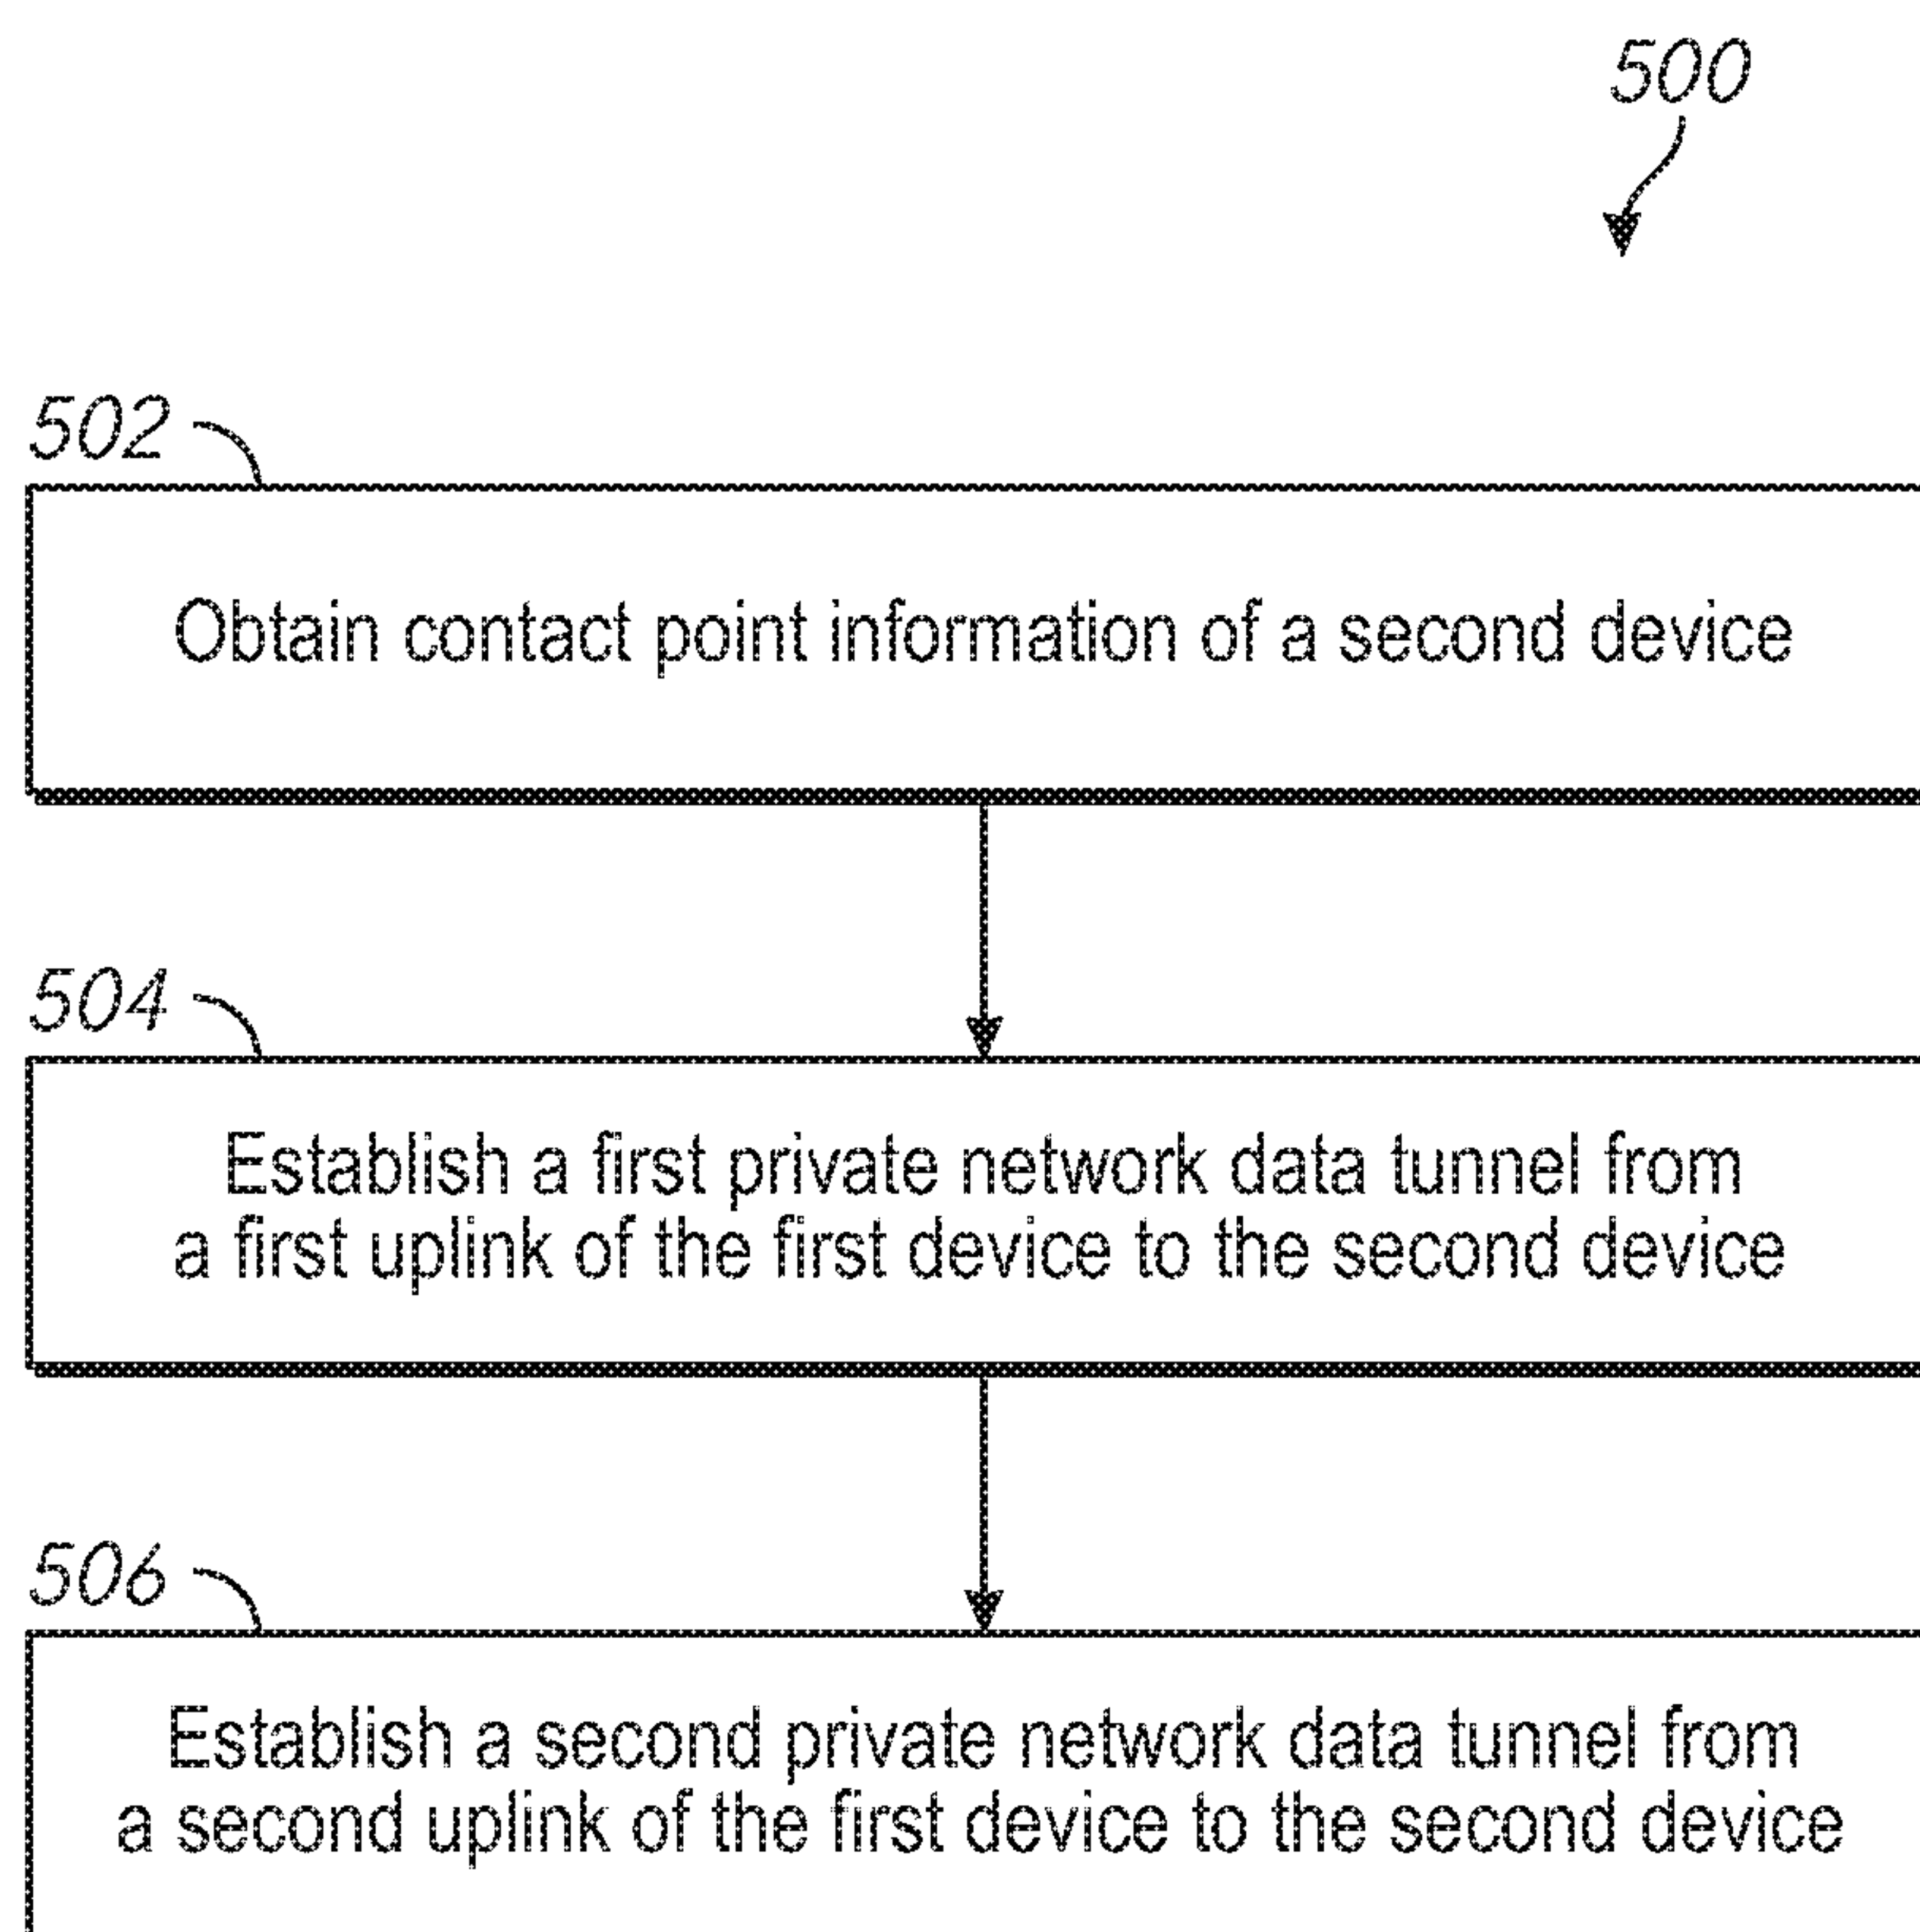 500
502
Obtain contact point information of a second device
504
Establish a first private network data tunnel from
a first uplink of the first device to the second device
506
Establish a second private network data tunnel from
a second uplink of the first device to the second device